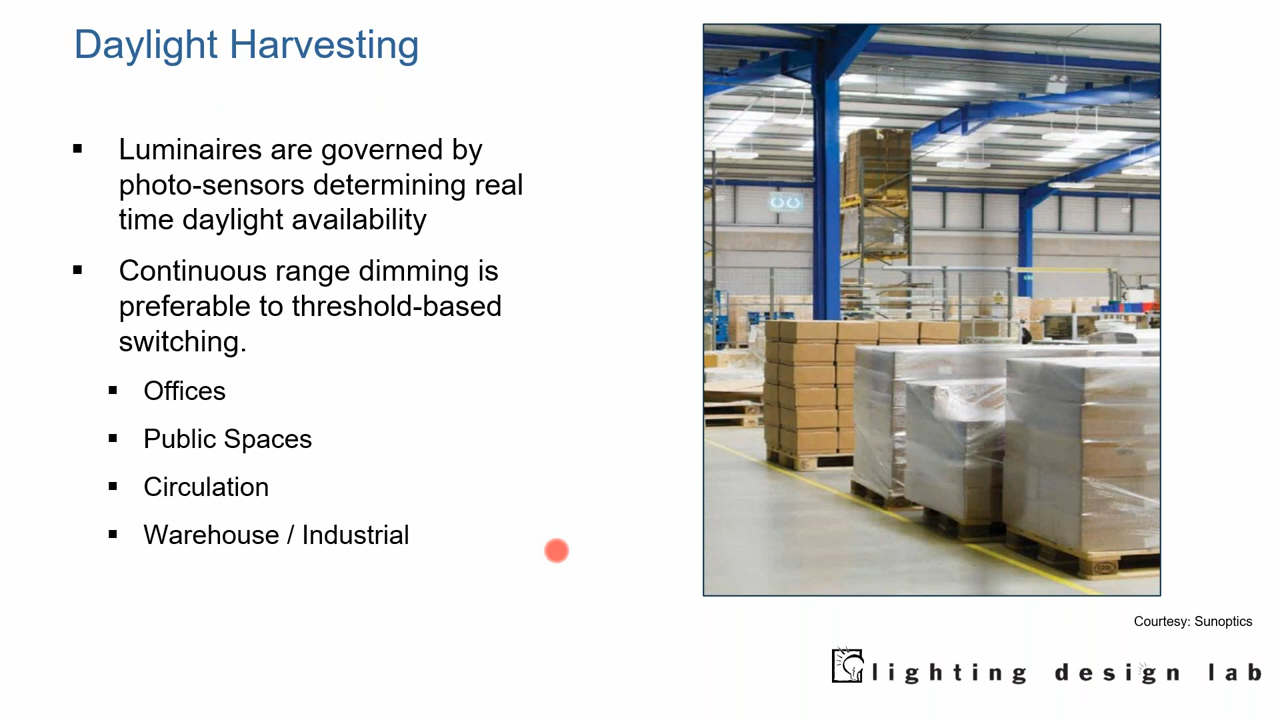 Daylight Harvesting
Luminaires are governed by
photo-sensors determining real
time daylight availability
Continuous range dimming is
preferable to threshold-based
switching.
Offices
Public Spaces
Circulation
Warehouse / Industrial
Courtesy: Sunoptics
lighting design lab